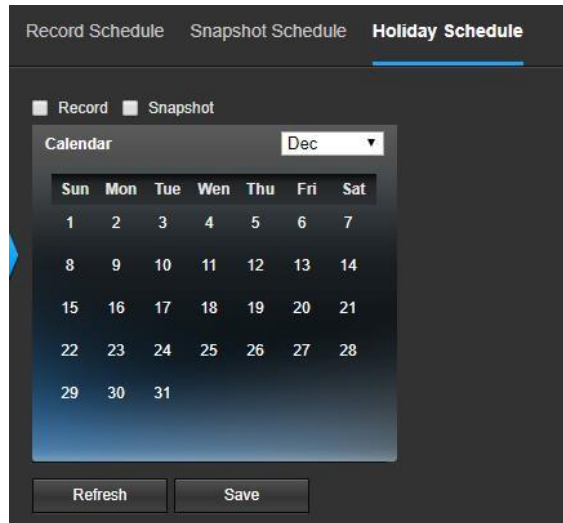 Record Schedule Snapshot Schedule Holiday Schedule
Record Snapshot
Calendar Dec
Sun Mon Tue Wen Thu Fri Sat
1 2 3 4 5 6 7
8 9 10 11 12 13 14
15 16 17 18 19 20 21
22 23 24 25 26 27 28
29 30 31
Refresh Save